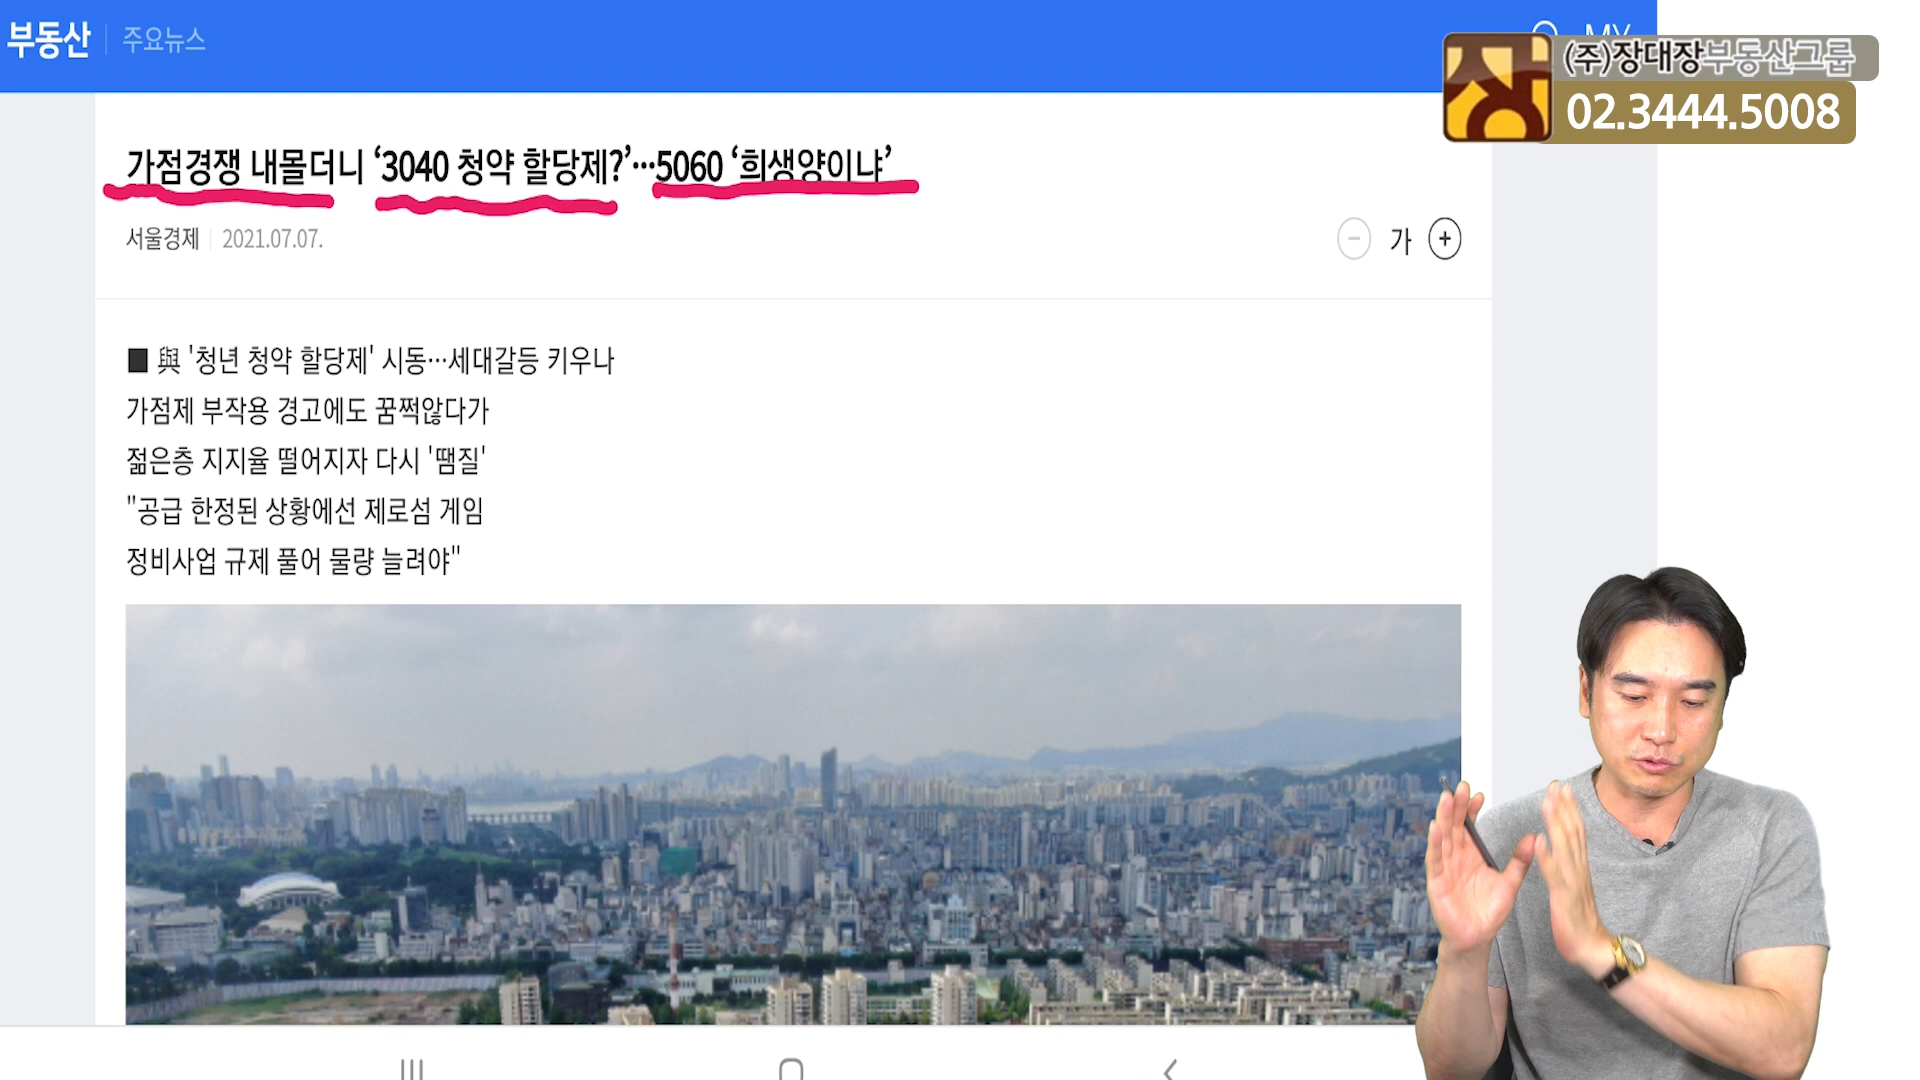 부동산 주요뉴스
MY
(주)장대장부동산그룹
02.3444.5008
장
가점경쟁 내몰더니 ‘3040 청약 할당제?’…5060 ‘희생양이냐’
서울경제 2021.07.07.
가
■ 與 '청년 청약 할당제' 시동…세대갈등 키우나
가점제 부작용 경고에도 꿈쩍않다가
젊은층 지지율 떨어지자 다시 '땜질'
"공급 한정된 상황에선 제로섬 게임
정비사업 규제 풀어 물량 늘려야"